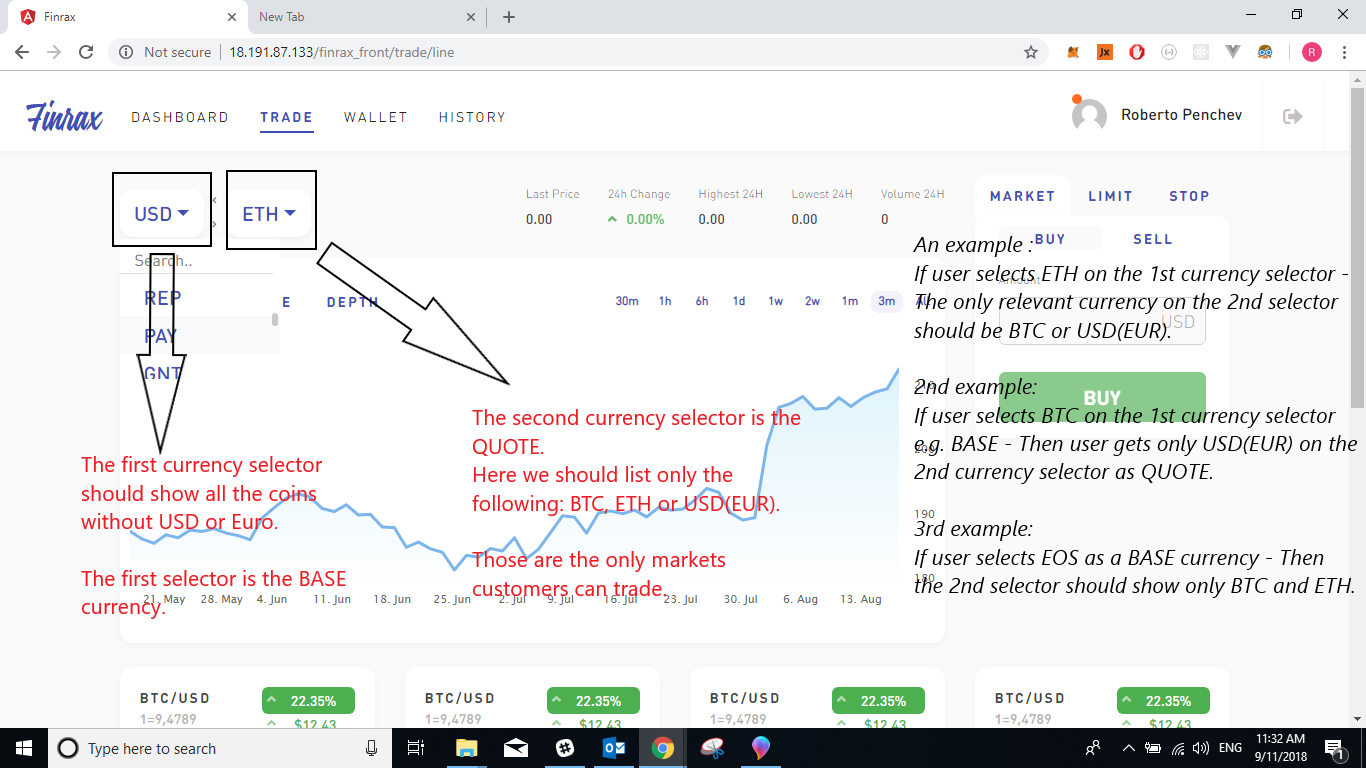 Finrax
New Tab
Not secure
18.191.87.133/finrax_front/trade/line
R
Finrax
DASHBOARD
TRADE
WALLET
HISTORY
Roberto Penchev
USD
ETH
Last Price
24h Change
Highest 24H
Lowest 24H
Volume 24H
0.00
0.00%
0.00
0.00
0
MARKET
LIMIT
STOP
BUY
SELL
Search..
REP
PAY
GNT
E
DEPTH
30m
1h
6h
1d
1w
2w
1m
3m
Amount
USD
BUY
An example :
If user selects ETH on the 1st currency selector -
The only relevant currency on the 2nd selector
should be BTC or USD(EUR).
2nd example:
If user selects BTC on the 1st currency selector
e.g. BASE - Then user gets only USD(EUR) on the
2nd currency selector as QUOTE.
3rd example:
If user selects EOS as a BASE currency - Then
the 2nd selector should show only BTC and ETH.
The second currency selector is the
QUOTE.
Here we should list only the
following: BTC, ETH or USD(EUR).
Those are the only markets
customers can trade.
The first currency selector
should show all the coins
without USD or Euro.
The first selector is the BASE
currency.
190
180
21. May
28. May
4. Jun
11. Jun
18. Jun
25. Jun
2. Jul
9. Jul
16. Jul
23. Jul
30. Jul
6. Aug
13. Aug
BTC/USD
22.35%
1=9,4789
$12.43
BTC/USD
22.35%
1=9,4789
$12.43
BTC/USD
22.35%
1=9,4789
$12.43
BTC/USD
22.35%
1=9,4789
$12.43
Type here to search
ENG
11:32 AM
9/11/2018
1